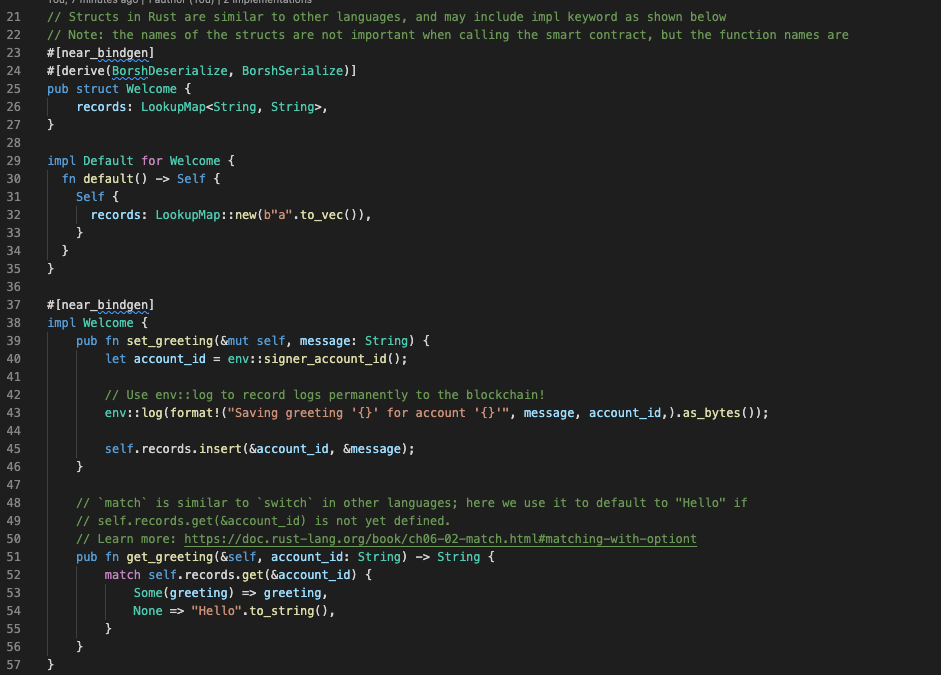 You, 7 minutes ago | 1 author (You) | 2 implementations
21 // Structs in Rust are similar to other languages, and may include impl keyword as shown below
22 // Note: the names of the structs are not important when calling the smart contract, but the function names are
23 #[near_bindgen]
24 #[derive(BorshDeserialize, BorshSerialize)]
25 pub struct Welcome {
26     records: LookupMap<String, String>,
27 }
28
29 impl Default for Welcome {
30   fn default() -> Self {
31     Self {
32       records: LookupMap::new(b"a".to_vec()),
33     }
34   }
35 }
36
37 #[near_bindgen]
38 impl Welcome {
39     pub fn set_greeting(&mut self, message: String) {
40         let account_id = env::signer_account_id();
41
42         // Use env::log to record logs permanently to the blockchain!
43         env::log(format!("Saving greeting '{}' for account '{}'", message, account_id,).as_bytes());
44
45         self.records.insert(&account_id, &message);
46     }
47
48     // `match` is similar to `switch` in other languages; here we use it to default to "Hello" if
49     // self.records.get(&account_id) is not yet defined.
50     // Learn more: https://doc.rust-lang.org/book/ch06-02-match.html#matching-with-optiont
51     pub fn get_greeting(&self, account_id: String) -> String {
52         match self.records.get(&account_id) {
53             Some(greeting) => greeting,
54             None => "Hello".to_string(),
55         }
56     }
57 }